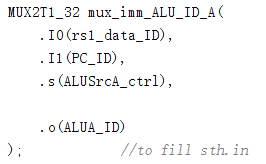 MUX2T1_32 mux_imm_ALU_ID_A(
.I0(rs1_data_ID),
.I1(PC_ID),
.s(ALUSrcA_ctrl),
.o(ALUA_ID)
); //to fill sth.in